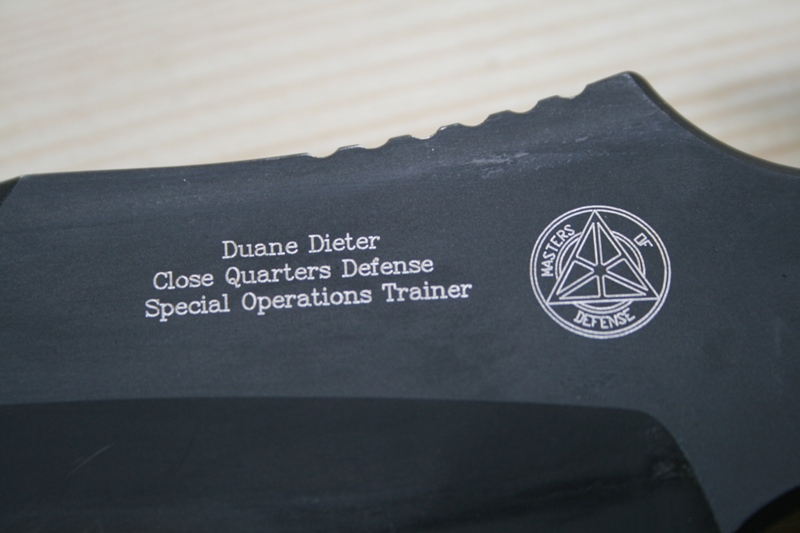 Duane Dieter
Close Quarters Defense
Special Operations Trainer
MASTERS OF DEFENSE